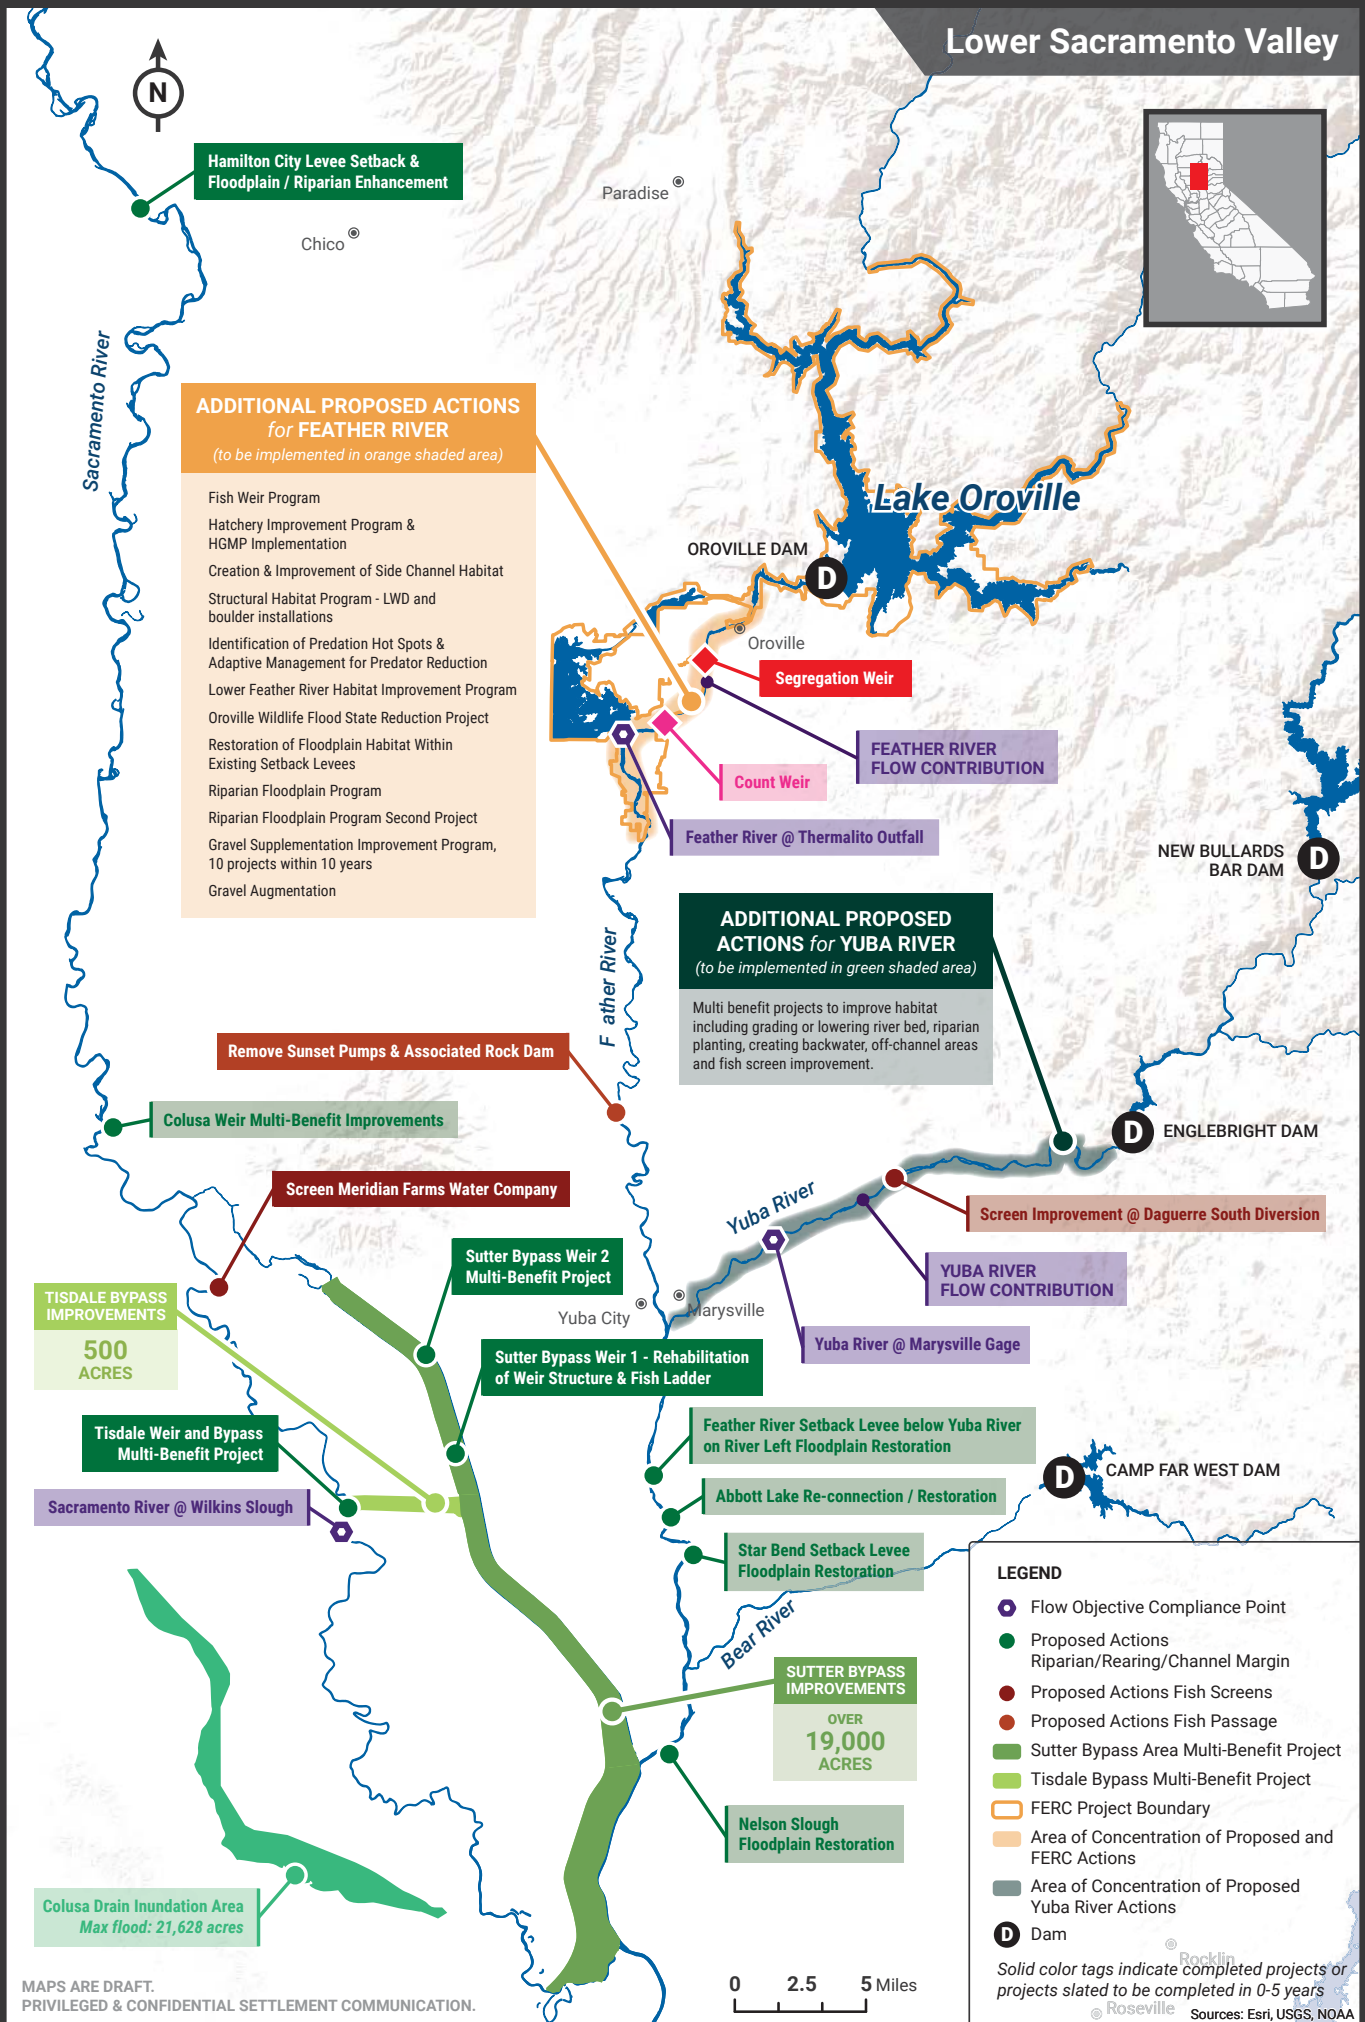 Lower Sacramento Valley
N
Hamilton City Levee Setback &
Floodplain / Riparian Enhancement
Paradise
Chico
Sacramento River
ADDITIONAL PROPOSED ACTIONS
for FEATHER RIVER
(to be implemented in orange shaded area)
Fish Weir Program
Hatchery Improvement Program &
HGMP Implementation
Creation & Improvement of Side Channel Habitat
Structural Habitat Program - LWD and
boulder installations
Identification of Predation Hot Spots &
Adaptive Management for Predator Reduction
Lower Feather River Habitat Improvement Program
Oroville Wildlife Flood State Reduction Project
Restoration of Floodplain Habitat Within
Existing Setback Levees
Riparian Floodplain Program
Riparian Floodplain Program Second Project
Gravel Supplementation Improvement Program,
10 projects within 10 years
Gravel Augmentation
Lake Oroville
OROVILLE DAM
D
Oroville
Segregation Weir
FEATHER RIVER
FLOW CONTRIBUTION
Count Weir
Feather River @ Thermalito Outfall
NEW BULLARDS
BAR DAM
D
ADDITIONAL PROPOSED
ACTIONS for YUBA RIVER
(to be implemented in green shaded area)
Multi benefit projects to improve habitat
including grading or lowering river bed, riparian
planting, creating backwater, off-channel areas
and fish screen improvement.
F ather River
Remove Sunset Pumps & Associated Rock Dam
Colusa Weir Multi-Benefit Improvements
D
ENGLEBRIGHT DAM
Screen Meridian Farms Water Company
Yuba River
Screen Improvement @ Daguerre South Diversion
Sutter Bypass Weir 2
Multi-Benefit Project
YUBA RIVER
FLOW CONTRIBUTION
TISDALE BYPASS
IMPROVEMENTS
500
ACRES
Yuba City
Marysville
Yuba River @ Marysville Gage
Sutter Bypass Weir 1 - Rehabilitation
of Weir Structure & Fish Ladder
Tisdale Weir and Bypass
Multi-Benefit Project
Feather River Setback Levee below Yuba River
on River Left Floodplain Restoration
D
CAMP FAR WEST DAM
Sacramento River @ Wilkins Slough
Abbott Lake Re-connection / Restoration
Star Bend Setback Levee
Floodplain Restoration
Bear River
SUTTER BYPASS
IMPROVEMENTS
OVER
19,000
ACRES
Nelson Slough
Floodplain Restoration
Colusa Drain Inundation Area
Max flood: 21,628 acres
LEGEND
Flow Objective Compliance Point
Proposed Actions
Riparian/Rearing/Channel Margin
Proposed Actions Fish Screens
Proposed Actions Fish Passage
Sutter Bypass Area Multi-Benefit Project
Tisdale Bypass Multi-Benefit Project
FERC Project Boundary
Area of Concentration of Proposed and
FERC Actions
Area of Concentration of Proposed
Yuba River Actions
D Dam
Rocklin
Solid color tags indicate completed projects or
projects slated to be completed in 0-5 years
Roseville
Sources: Esri, USGS, NOAA
0 2.5 5 Miles
MAPS ARE DRAFT.
PRIVILEGED & CONFIDENTIAL SETTLEMENT COMMUNICATION.